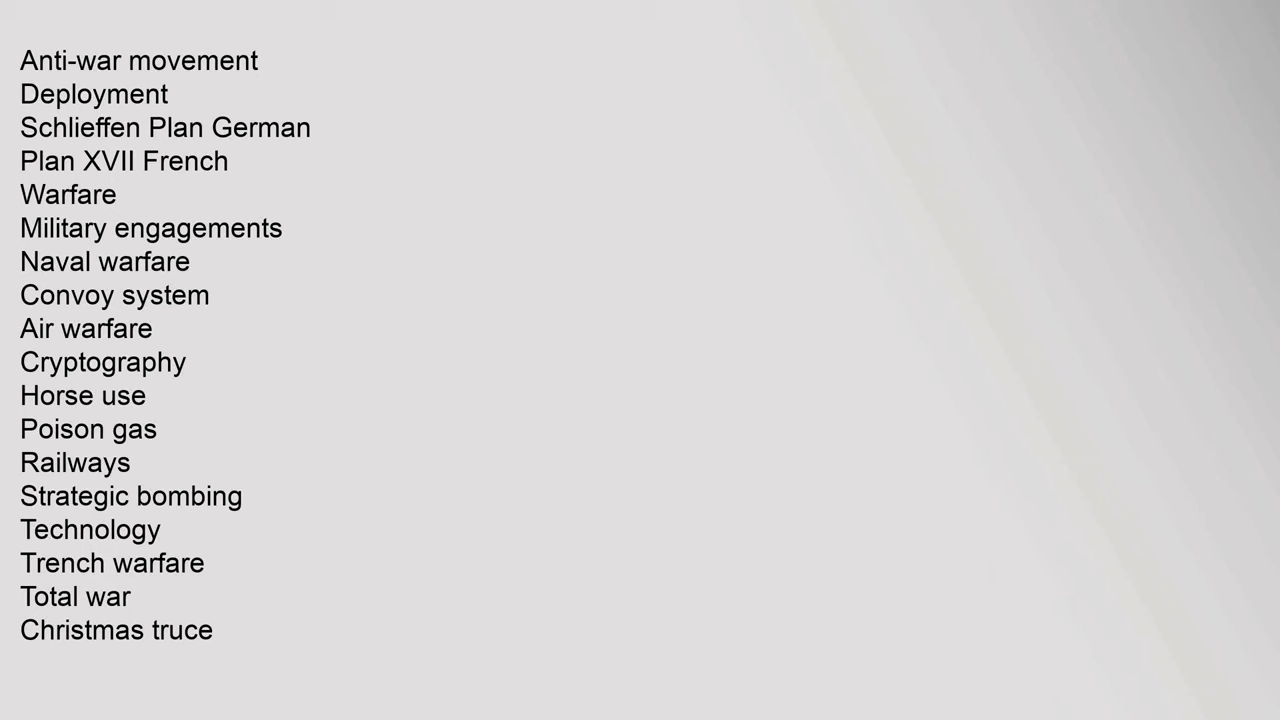 Anti-war movement
Deployment
Schlieffen Plan German
Plan XVII French
Warfare
Military engagements
Naval warfare
Convoy system
Air warfare
Cryptography
Horse use
Poison gas
Railways
Strategic bombing
Technology
Trench warfare
Total war
Christmas truce